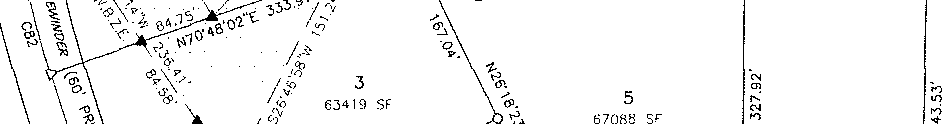 EWINDER
C82
(60' PR
.4"W
W.B.Z.E.
84.75'
N70°48'02"E 333.9
236.41'
84.58'
S26°46'58"W 151.2
3
63419 SF
167.04'
N26°18'2
5
67088 SF
327.92'
43.53'